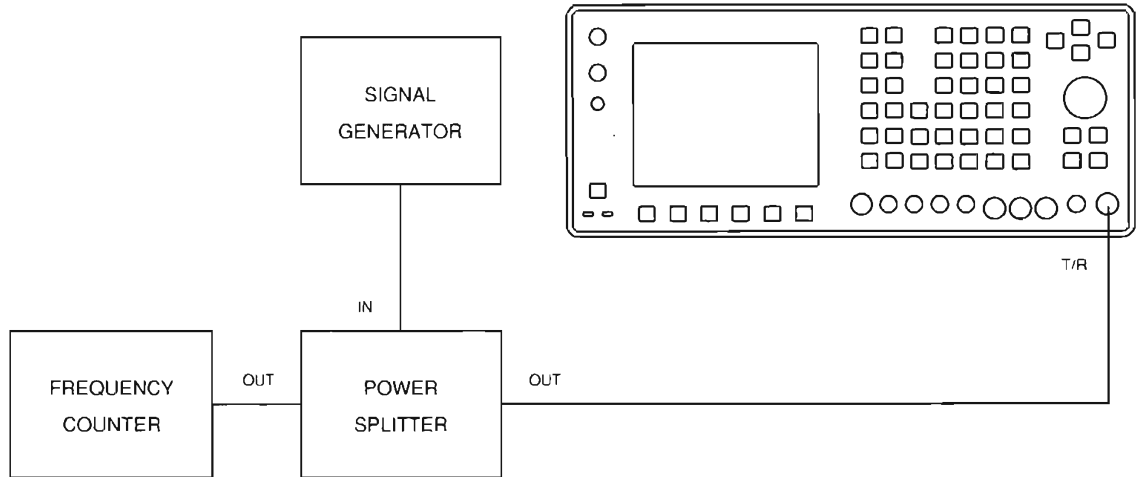 SIGNAL
GENERATOR
T/R
IN
FREQUENCY
COUNTER
OUT
POWER
SPLITTER
OUT